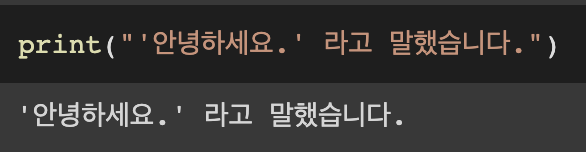 print("'안녕하세요.' 라고 말했습니다.")
'안녕하세요.' 라고 말했습니다.